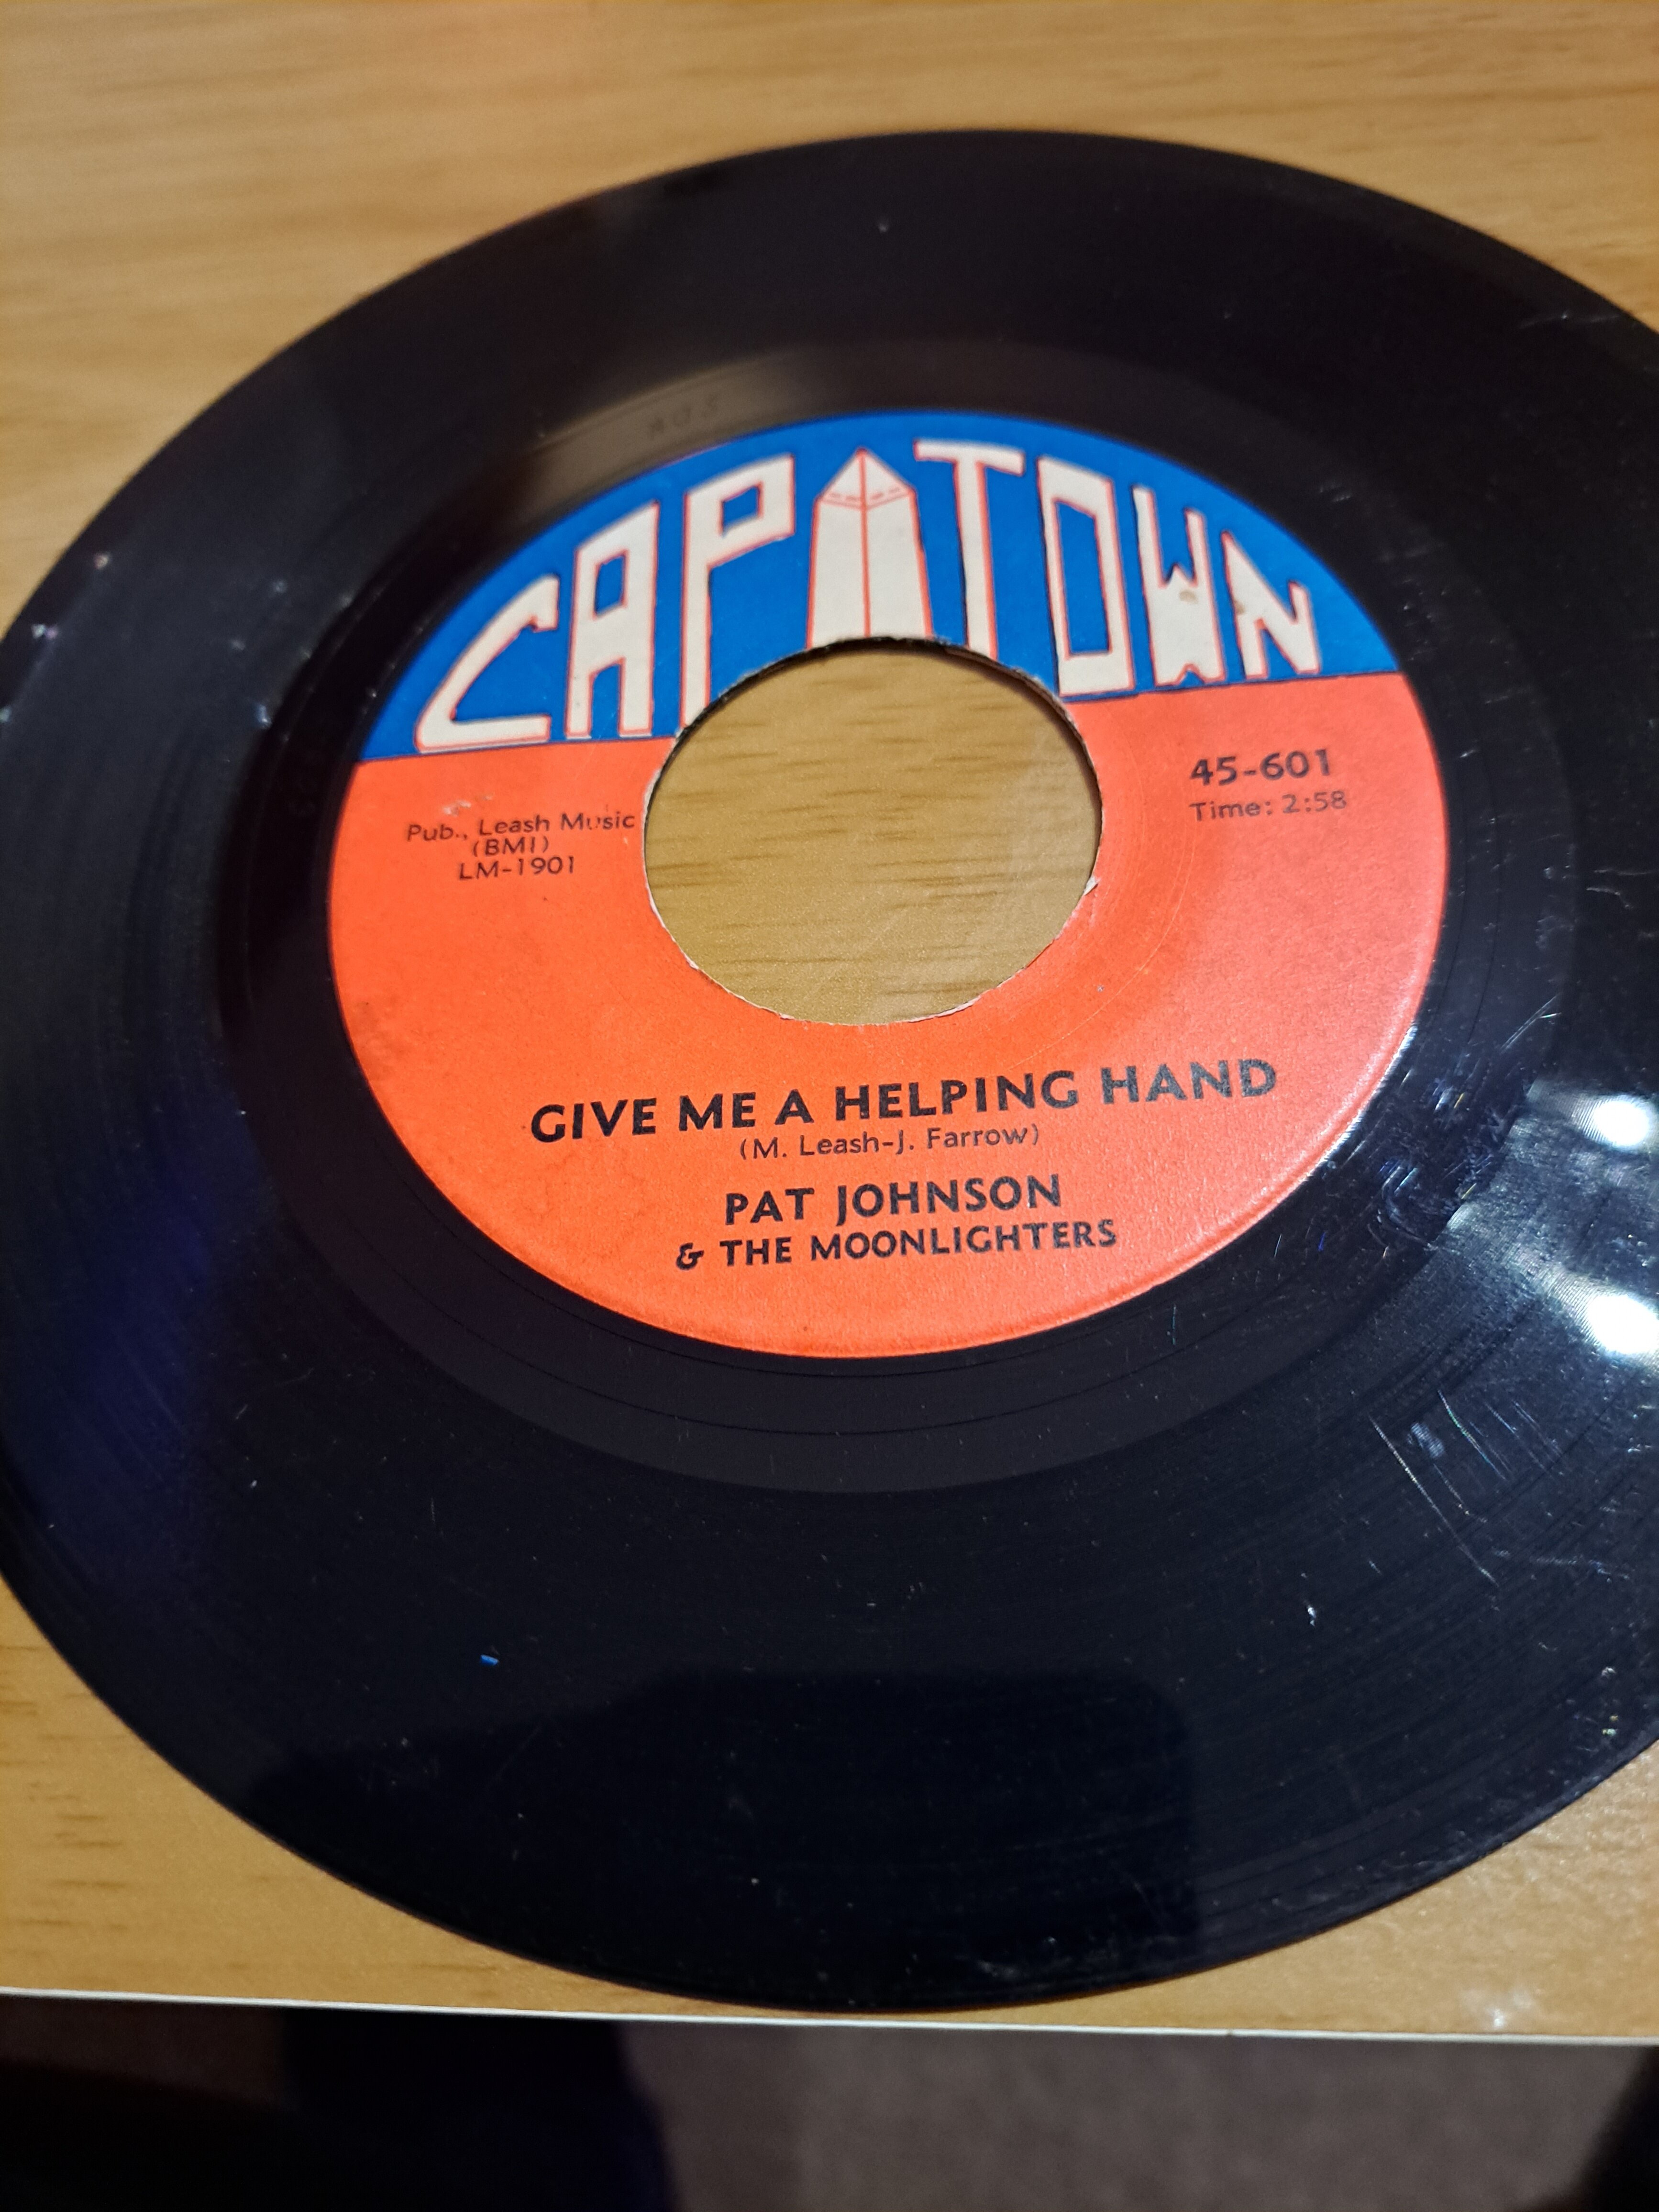 CAPITOWN
45-601
Time: 2:58
Pub., Leash Music
(BMI)
LM-1901
GIVE ME A HELPING HAND
(M. Leash-J. Farrow)
PAT JOHNSON
& THE MOONLIGHTERS